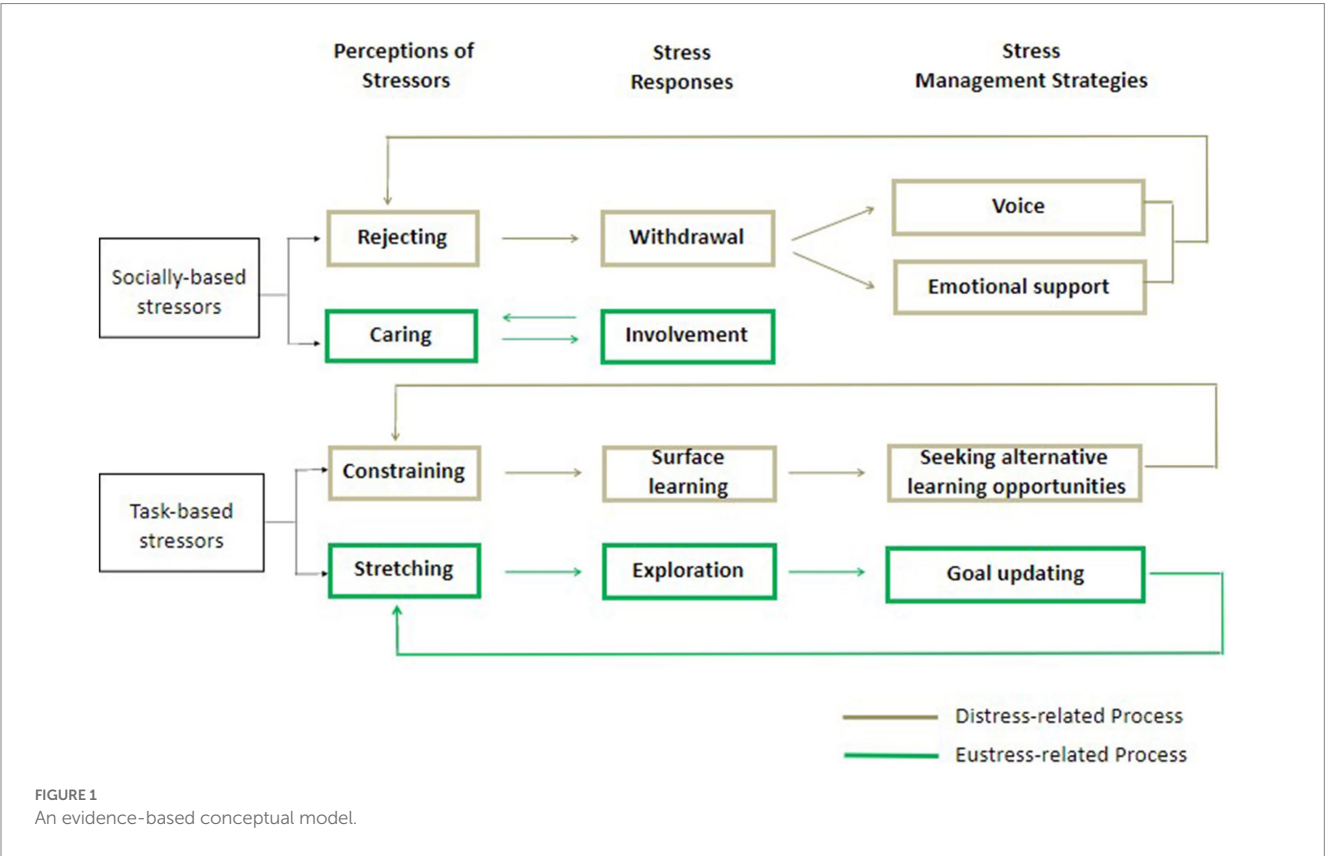 Perceptions of
Stressors
Stress
Responses
Stress
Management Strategies
Socially-based
stressors
Rejecting
Withdrawal
Voice
Emotional support
Caring
Involvement
Task-based
stressors
Constraining
Surface
learning
Seeking alternative
learning opportunities
Stretching
Exploration
Goal updating
Distress-related Process
Eustress-related Process
FIGURE 1
An evidence-based conceptual model.